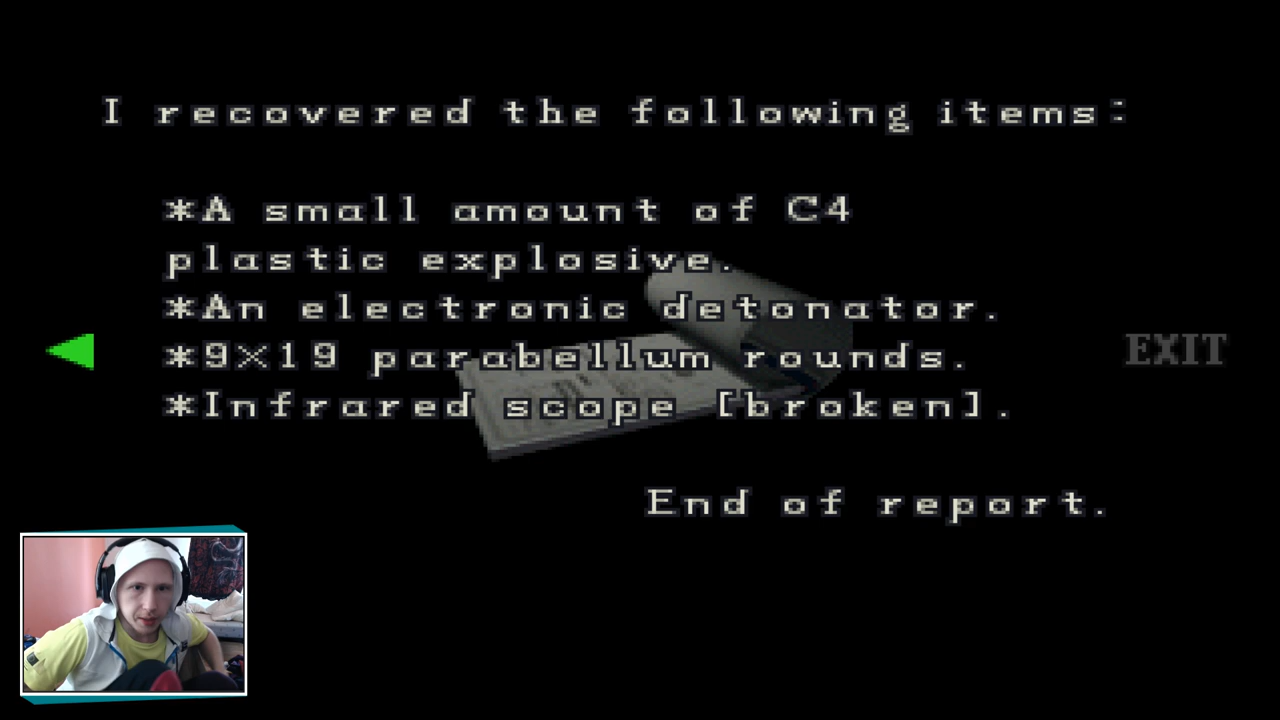 I recovered the following items:
*A small amount of C4
plastic explosive.
*An electronic detonator.
*9×19 parabellum rounds.
EXIT
*Infrared scope [broken].
End of report.